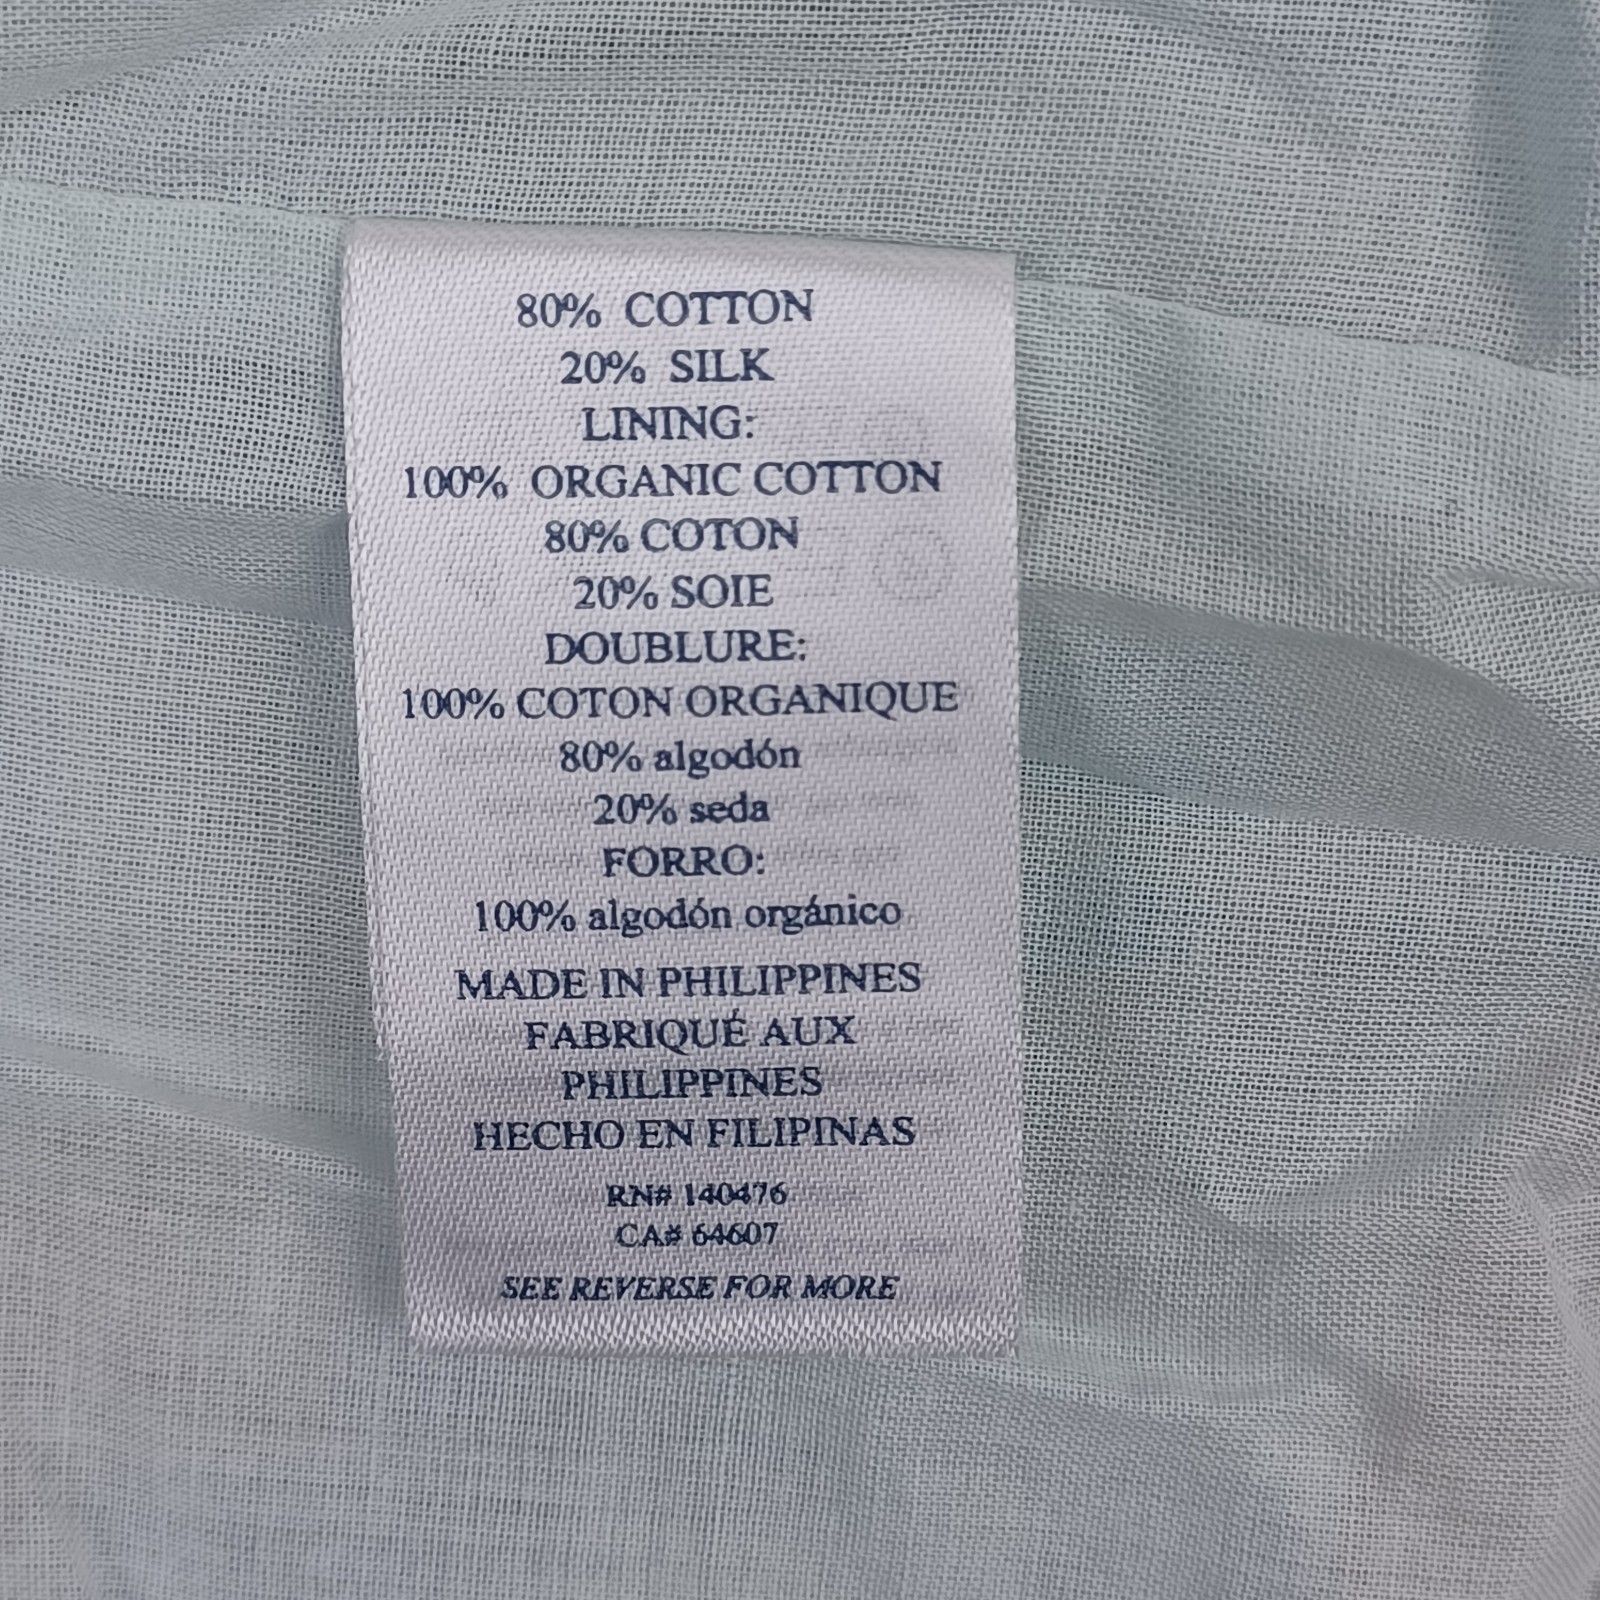 80% COTTON
20% SILK
LINING:
100% ORGANIC COTTON
80% COTON
20% SOIE
DOUBLURE:
100% COTON ORGANIQUE
80% algodón
20% seda
FORRO:
100% algodón orgánico
MADE IN PHILIPPINES
FABRIQUÉ AUX
PHILIPPINES
HECHO EN FILIPINAS
RN# 140476
CA# 64607
SEE REVERSE FOR MORE